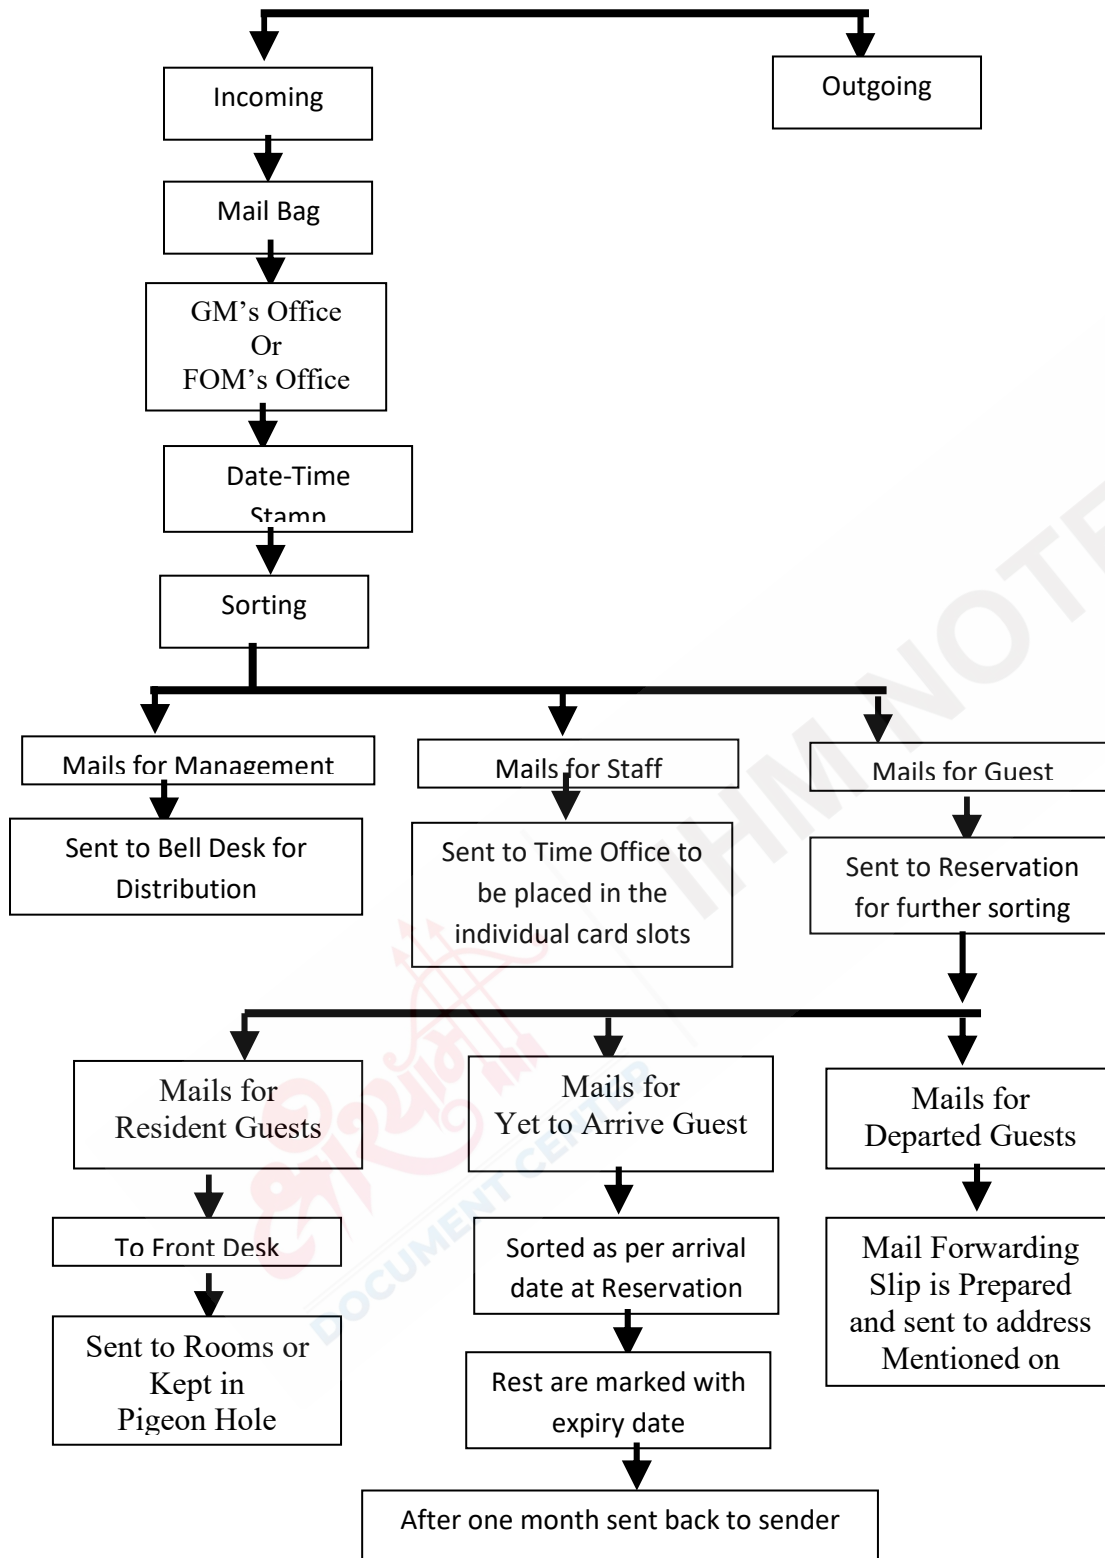 Incoming
Outgoing
Mail Bag
GM's Office
Or
FOM's Office
Date-Time
Stamp
Sorting
Mails for Management
Mails for Staff
Mails for Guest
Sent to Bell Desk for
Distribution
Sent to Time Office to
be placed in the
individual card slots
Sent to Reservation
for further sorting
Mails for
Resident Guests
Mails for
Yet to Arrive Guest
Mails for
Departed Guests
To Front Desk
Sorted as per arrival
date at Reservation
Mail Forwarding
Slip is Prepared
and sent to address
Mentioned on
Sent to Rooms or
Kept in
Pigeon Hole
Rest are marked with
expiry date
After one month sent back to sender
IHM NOTE
श्री श्याम
DOCUMENT CENTER